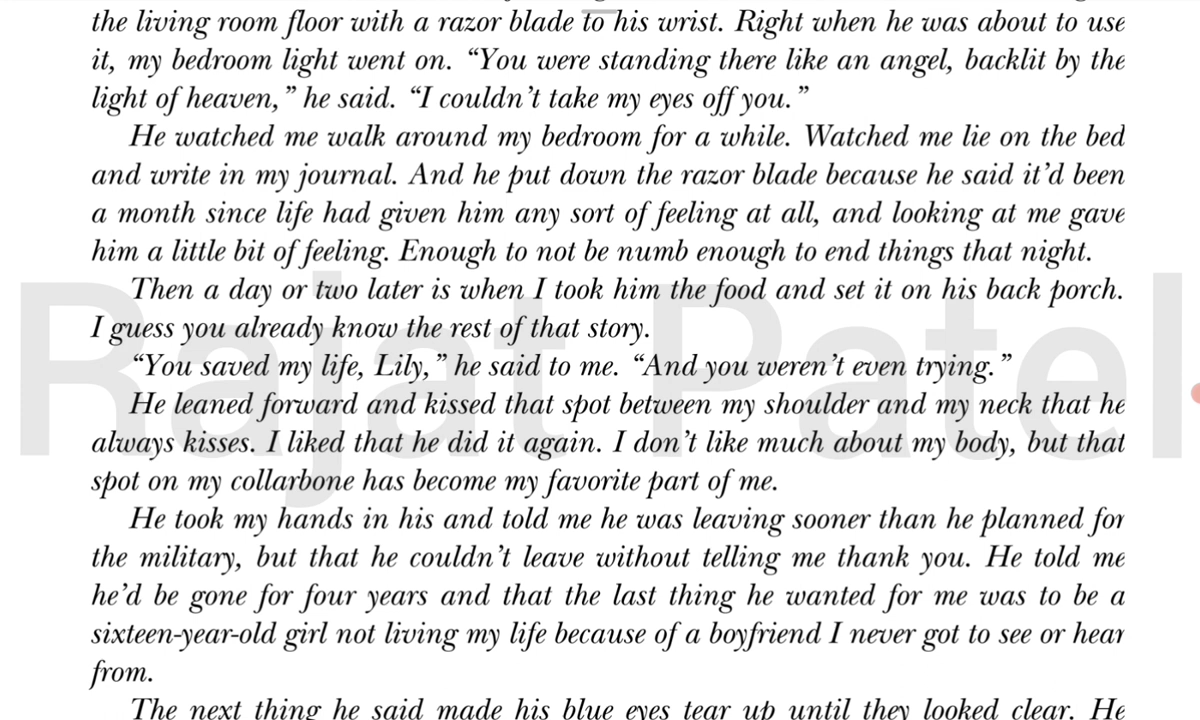 the living room floor with a razor blade to his wrist. Right when he was about to use
it, my bedroom light went on. “You were standing there like an angel, backlit by the
light of heaven,” he said. “I couldn’t take my eyes off you.”
He watched me walk around my bedroom for a while. Watched me lie on the bed
and write in my journal. And he put down the razor blade because he said it’d been
a month since life had given him any sort of feeling at all, and looking at me gave
him a little bit of feeling. Enough to not be numb enough to end things that night.
Then a day or two later is when I took him the food and set it on his back porch.
I guess you already know the rest of that story.
“You saved my life, Lily,” he said to me. “And you weren’t even trying.”
He leaned forward and kissed that spot between my shoulder and my neck that he
always kisses. I liked that he did it again. I don’t like much about my body, but that
spot on my collarbone has become my favorite part of me.
He took my hands in his and told me he was leaving sooner than he planned for
the military, but that he couldn’t leave without telling me thank you. He told me
he’d be gone for four years and that the last thing he wanted for me was to be a
sixteen-year-old girl not living my life because of a boyfriend I never got to see or hear
from.
The next thing he said made his blue eyes tear up until they looked clear. He
Rajat Patel